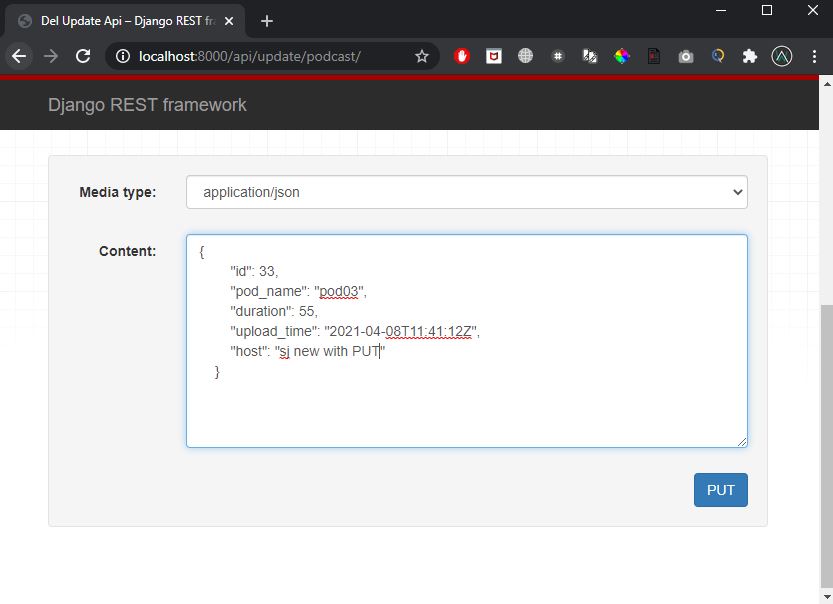 Del Update Api – Django REST fr
localhost:8000/api/update/podcast/
Django REST framework
Media type:
application/json
Content:
{
"id": 33,
"pod_name": "pod03",
"duration": 55,
"upload_time": "2021-04-08T11:41:12Z",
"host": "sj new with PUT"
}
PUT